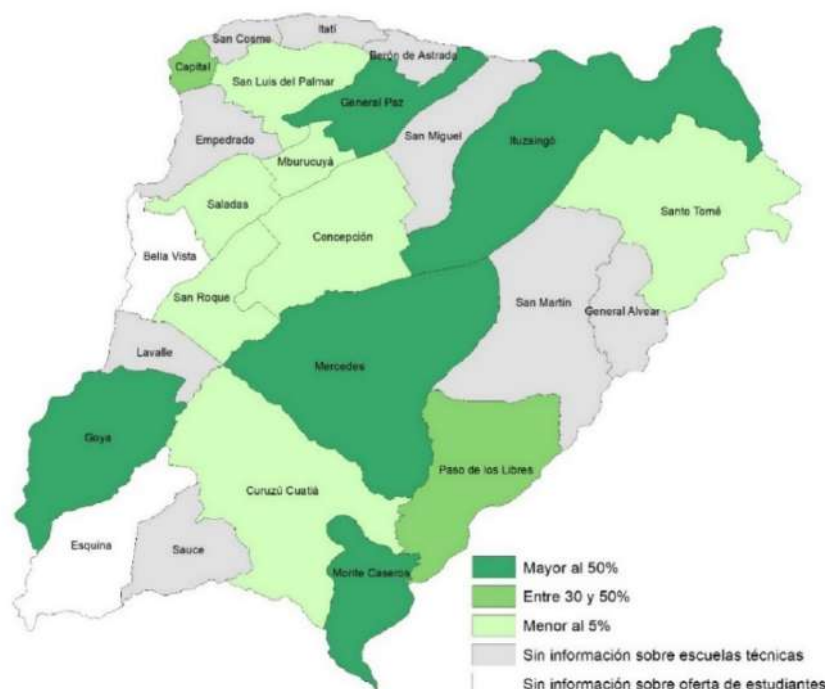 Itatí
San Cosme
Berón de Astrada
Capital
San Luis del Palmar
General Paz
San Miguel
Empedrado
Ituzaingó
Mburucuyá
Saladas
Santo Tomé
Concepción
Bella Vista
San Roque
San Martín
General Alvear
Lavalle
Mercedes
Goya
Paso de los Libres
Curuzú Cuatiá
Esquina
Sauce
Monte Caseros
Mayor al 50%
Entre 30 y 50%
Menor al 5%
Sin información sobre escuelas técnicas
Sin información sobre oferta de estudiantes